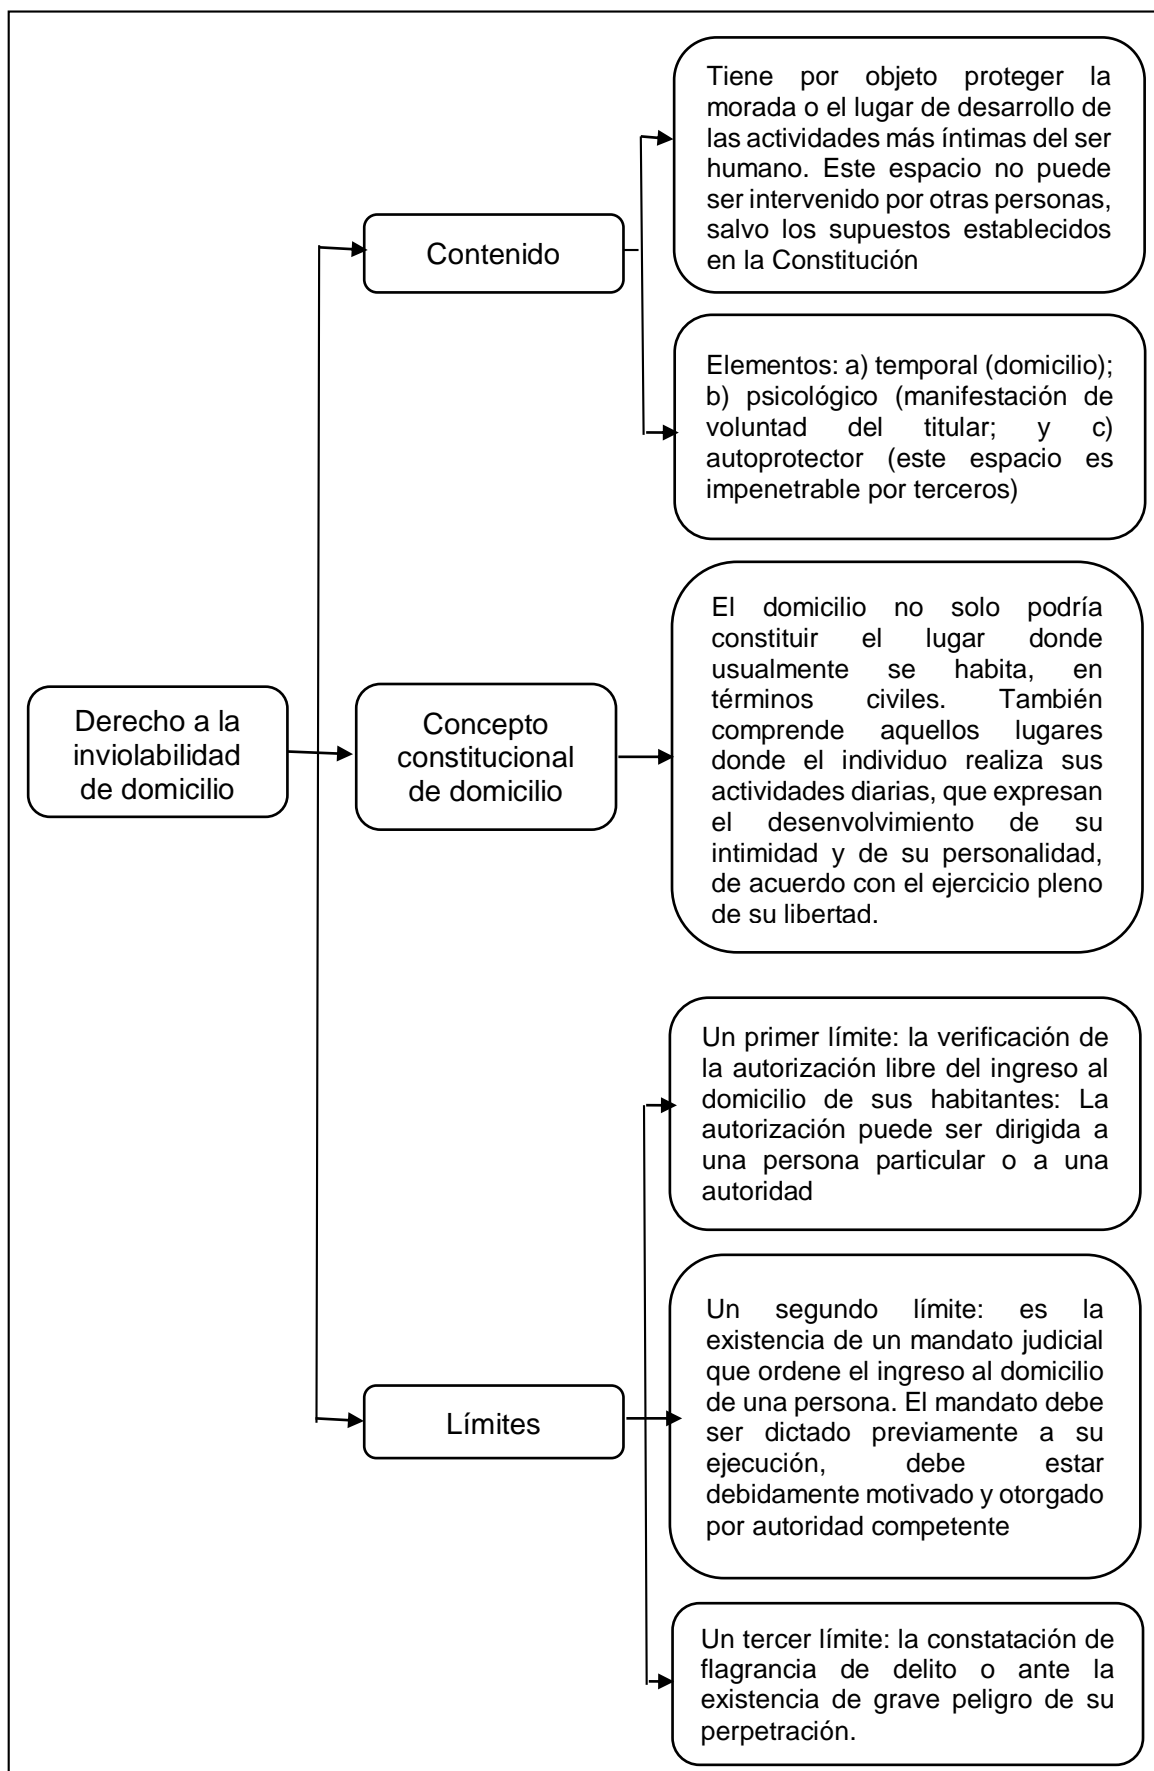 Tiene por objeto proteger la
morada o el lugar de desarrollo de
las actividades más íntimas del ser
humano. Este espacio no puede
ser intervenido por otras personas,
salvo los supuestos establecidos
en la Constitución
Contenido
Elementos: a) temporal (domicilio);
b) psicológico (manifestación de
voluntad del titular; y c)
autoprotector (este espacio es
impenetrable por terceros)
Derecho a la
inviolabilidad
de domicilio
Concepto
constitucional
de domicilio
El domicilio no solo podría
constituir el lugar donde
usualmente se habita, en
términos civiles. También
comprende aquellos lugares
donde el individuo realiza sus
actividades diarias, que expresan
el desenvolvimiento de su
intimidad y de su personalidad,
de acuerdo con el ejercicio pleno
de su libertad.
Un primer límite: la verificación de
la autorización libre del ingreso al
domicilio de sus habitantes: La
autorización puede ser dirigida a
una persona particular o a una
autoridad
Límites
Un segundo límite: es la
existencia de un mandato judicial
que ordene el ingreso al domicilio
de una persona. El mandato debe
ser dictado previamente a su
ejecución, debe estar
debidamente motivado y otorgado
por autoridad competente
Un tercer límite: la constatación de
flagrancia de delito o ante la
existencia de grave peligro de su
perpetración.